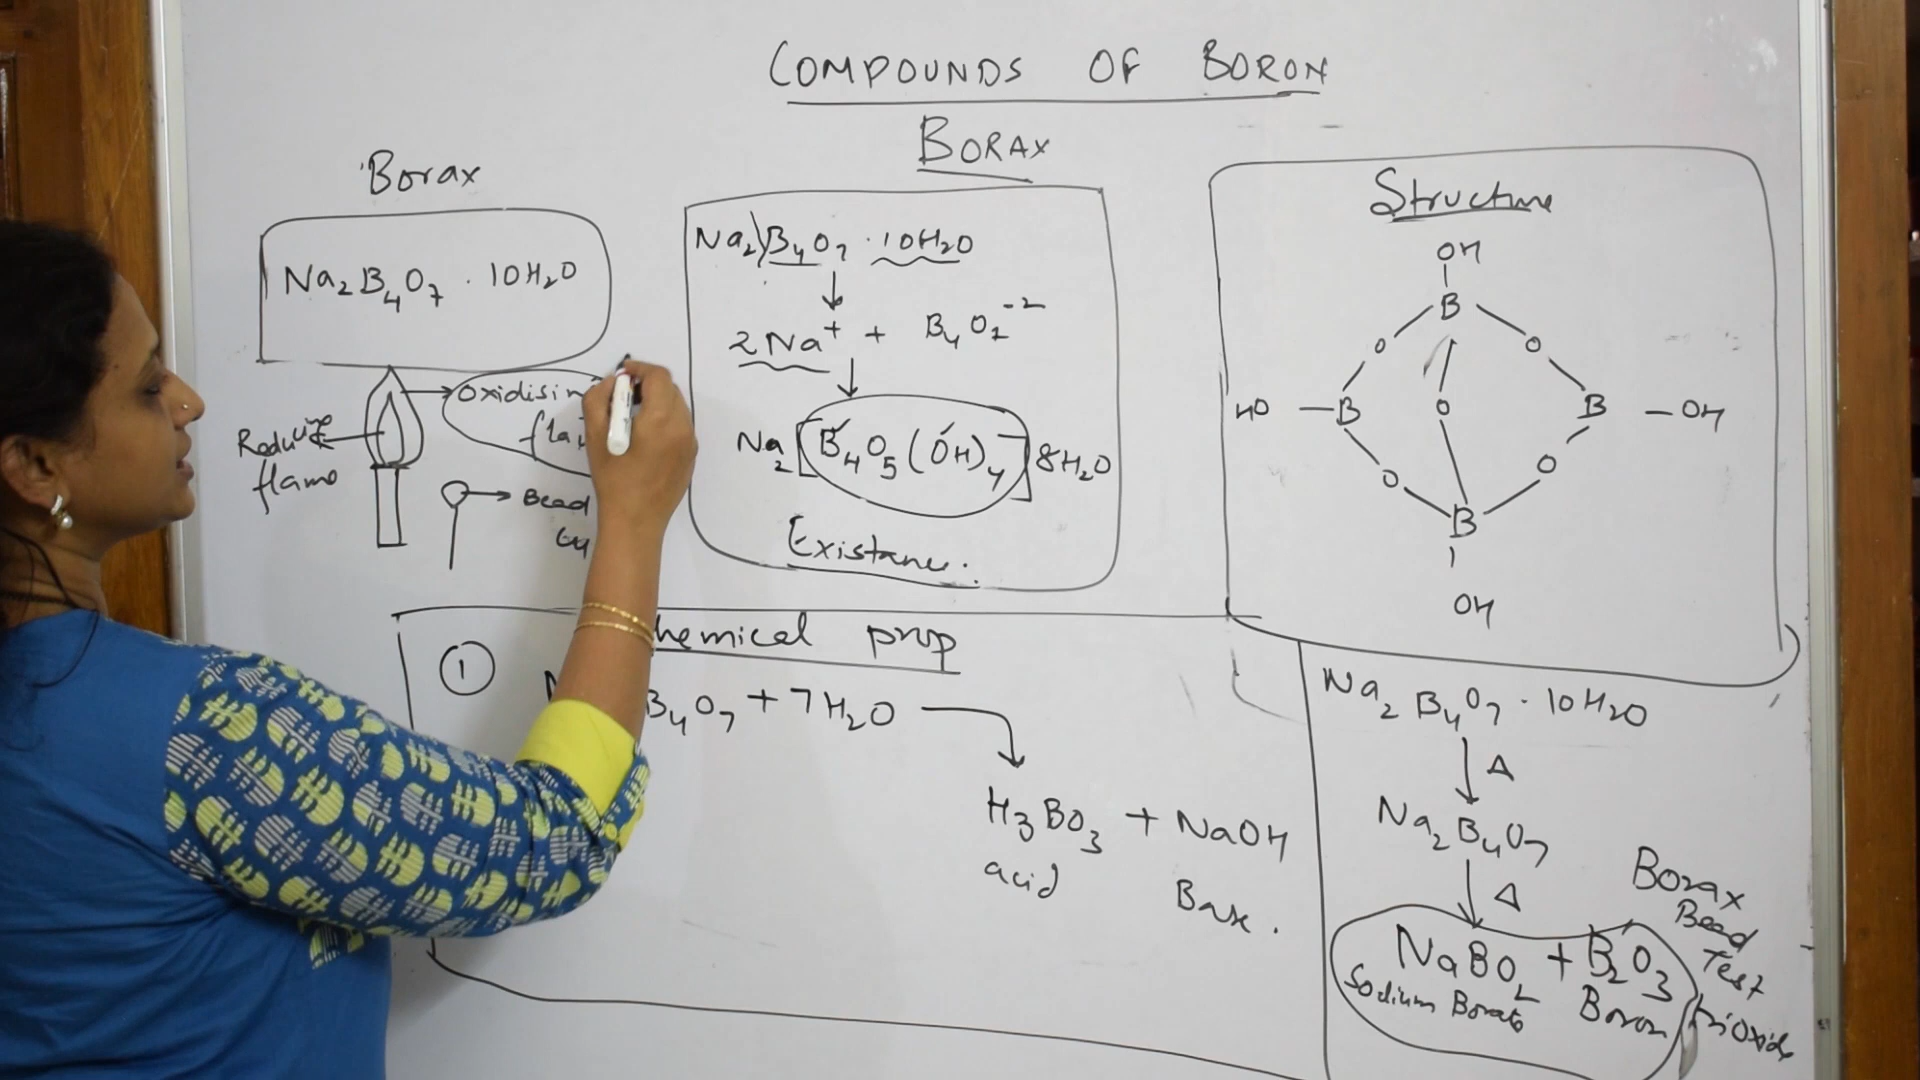 COMPOUNDS OF BORON
BORAX
Borax
Na₂B₄O₇ · 10H₂O
Oxidisin
fla
Reducing
flame
Bead
Na₂B₄O₇ · 10H₂O
↓
2Na⁺ + B₄O₇⁻²
↓
Na₂[B₄O₅(OH)₄]8H₂O
Existanc.
Structure
OH
B
O O
HO – B O B – OH
O O
B
OH
hemical prop
①
B₄O₇ + 7H₂O
H₃BO₃ + NaOH
acid Base.
Na₂B₄O₇ · 10H₂O
↓ Δ
Na₂B₄O₇
↓ Δ
NaBO₂ + B₂O₃
Sodium Borate Boron trioxide
Borax
Bead
Test